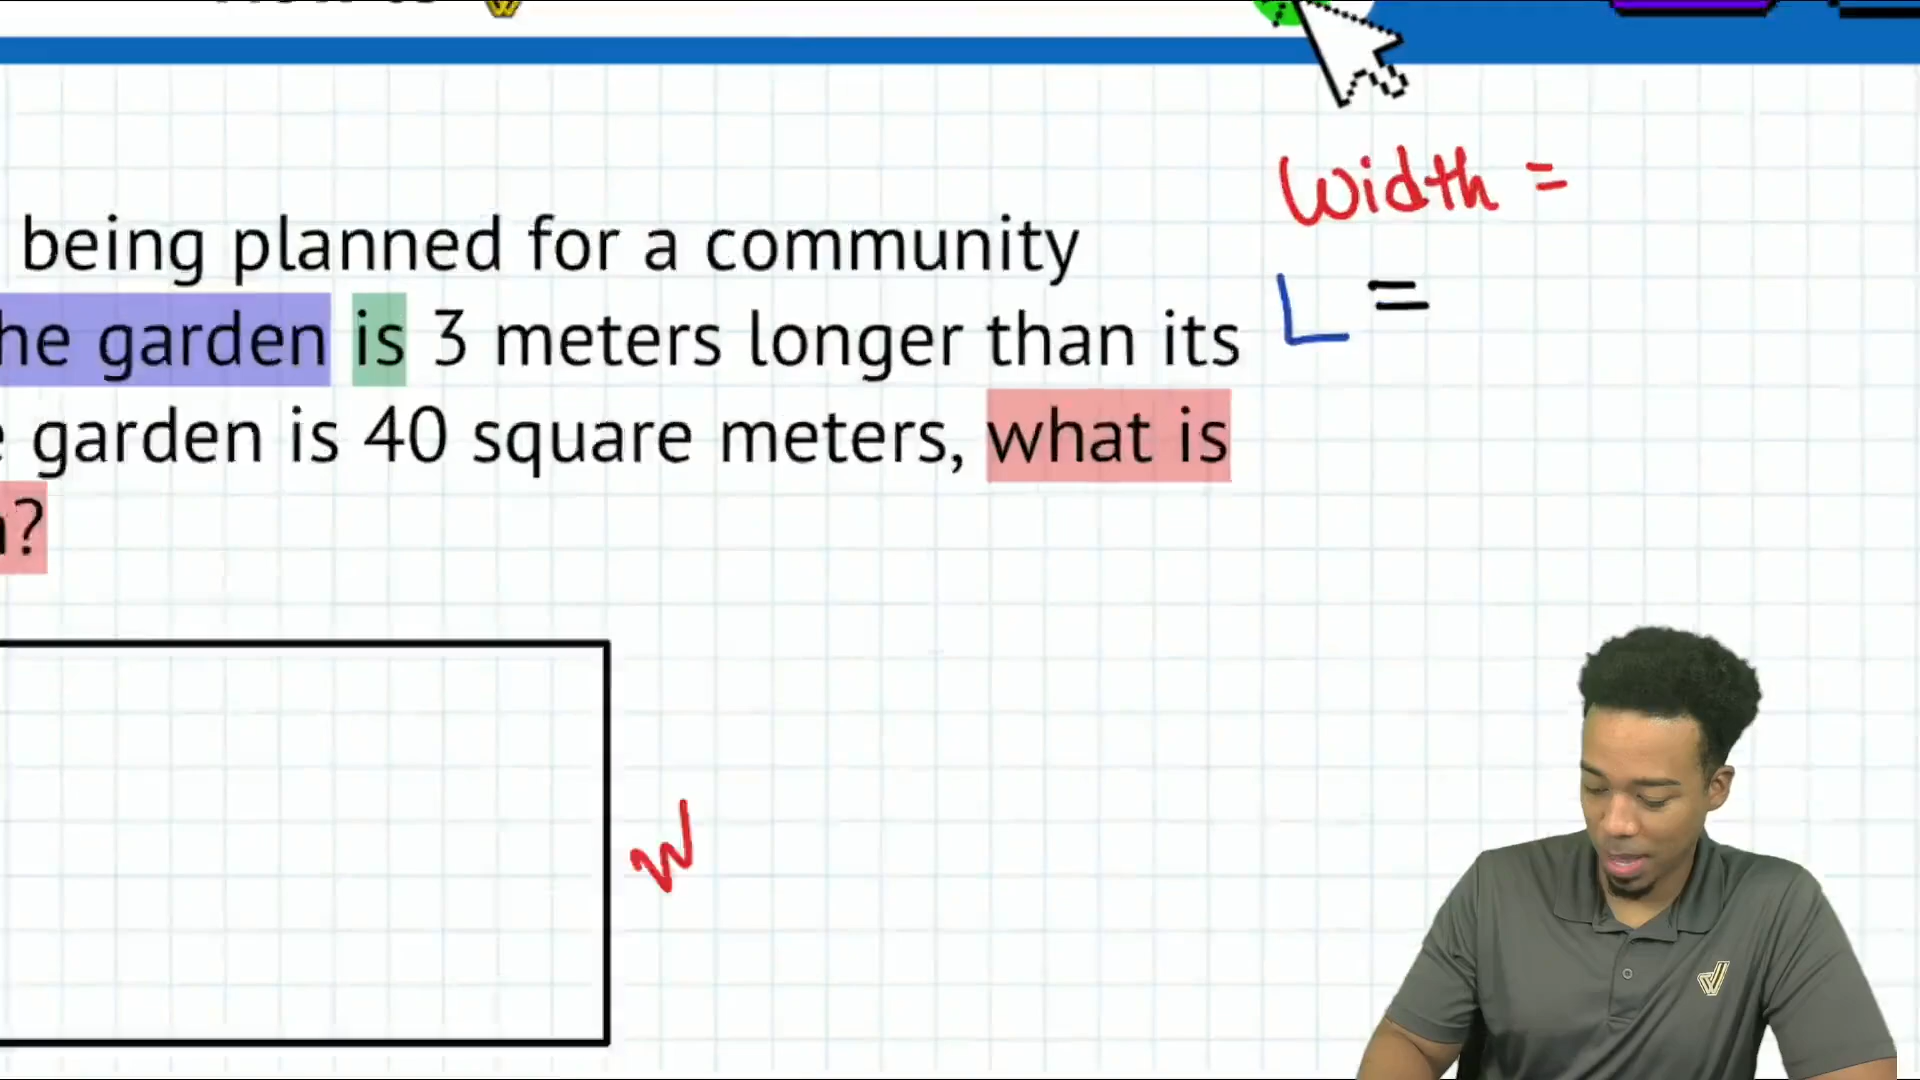 Width =
being planned for a community
he garden is 3 meters longer than its
L =
garden is 40 square meters, what is
?
W